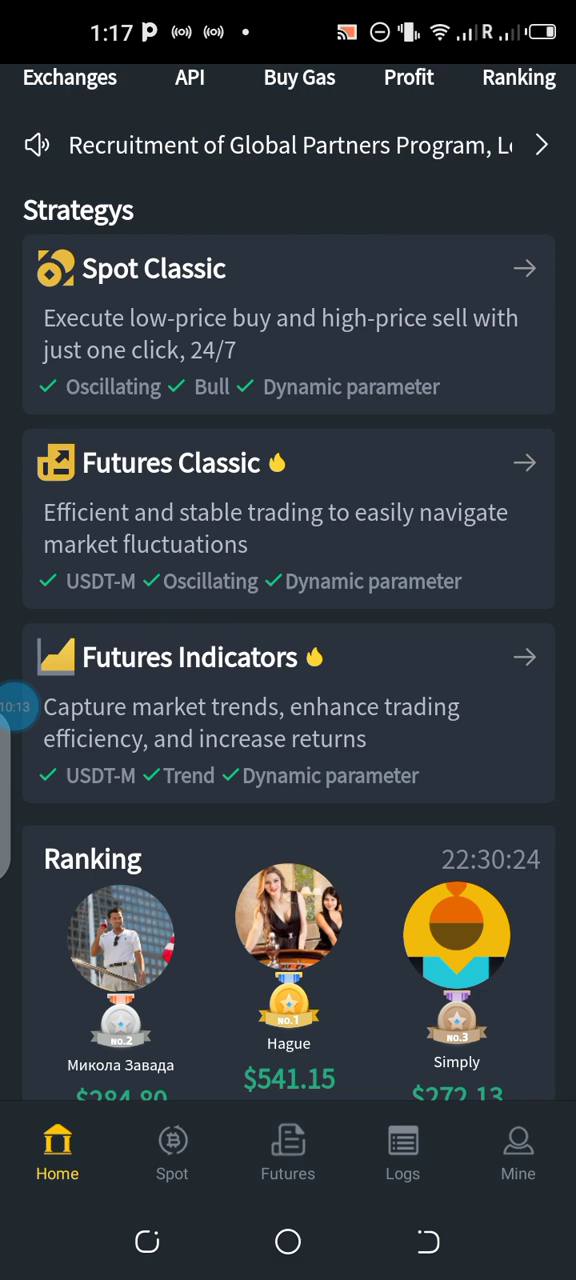 1:17
R
Exchanges API Buy Gas Profit Ranking
Recruitment of Global Partners Program,
Strategys
Spot Classic
Execute low-price buy and high-price sell with
just one click, 24/7
Oscillating Bull Dynamic parameter
Futures Classic
Efficient and stable trading to easily navigate
market fluctuations
USDT-M Oscillating Dynamic parameter
Futures Indicators
10:13
Capture market trends, enhance trading
efficiency, and increase returns
USDT-M Trend Dynamic parameter
Ranking 22:30:24
NO.2 NO.1 NO.3
Микола Завада Hague Simply
$284.80 $541.15 $272.13
Home Spot Futures Logs Mine